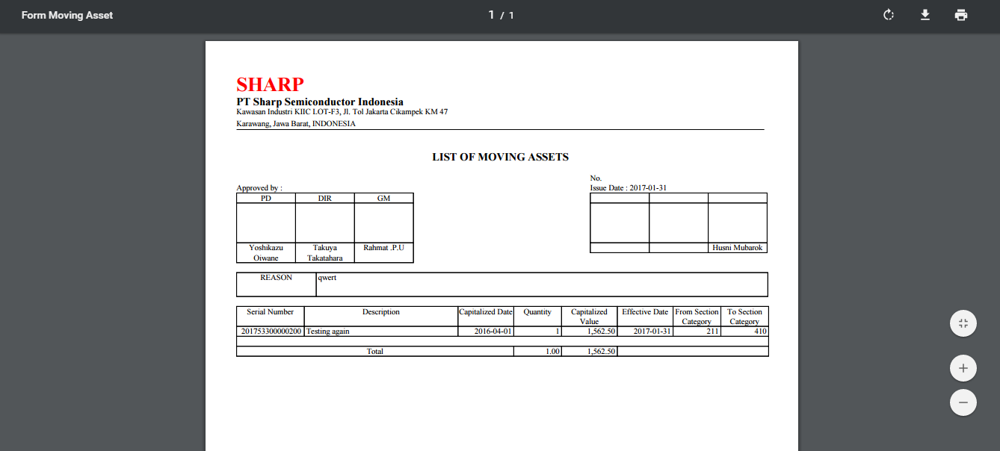 Form Moving Asset
1 / 1
SHARP
PT Sharp Semiconductor Indonesia
Kawasan Industri KIIC LOT-F3, Jl. Tol Jakarta Cikampek KM 47
Karawang, Jawa Barat, INDONESIA
LIST OF MOVING ASSETS
No.
Approved by :
Issue Date : 2017-01-31
PD DIR GM
Yoshikazu Takuya Rahmat .P.U Husni Mubarok
Oiwane Takatahara
REASON qwert
Serial Number Description Capitalized Date Quantity Capitalized Effective Date From Section To Section
Value Category Category
201753300000200 Testing again 2016-04-01 1 1,562.50 2017-01-31 211 410
Total 1.00 1,562.50